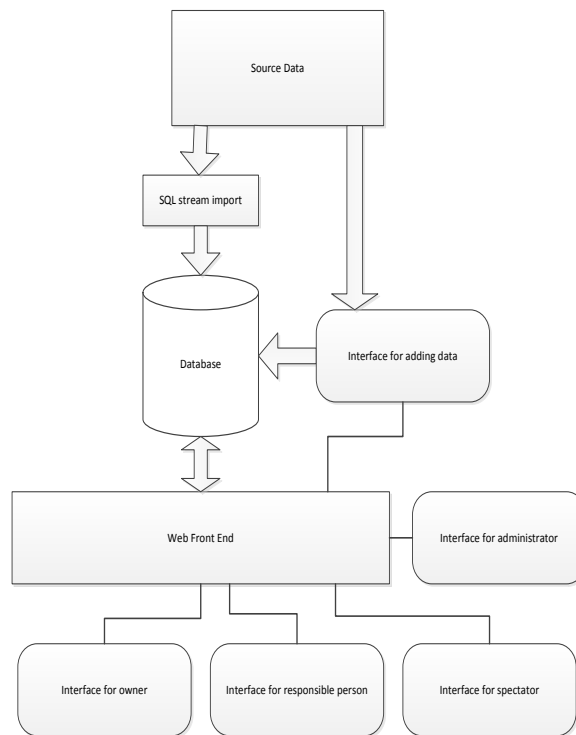 Source Data
SQL stream import
Database
Interface for adding data
Web Front End
Interface for administrator
Interface for owner
Interface for responsible person
Interface for spectator